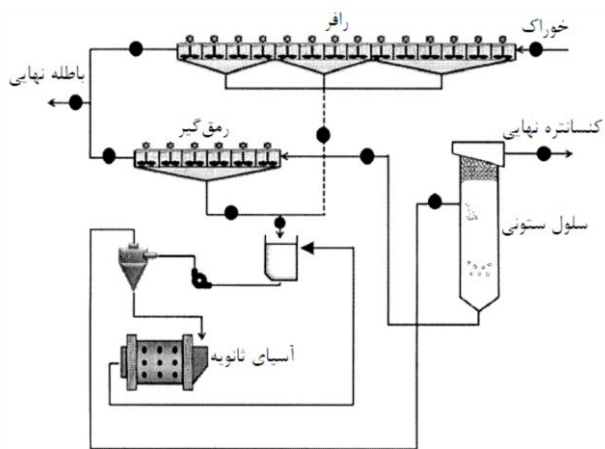 رافر
خوراک
باطله نهایی
رمق‌گیر
کنسانتره نهایی
سلول ستونی
آسیای ثانویه